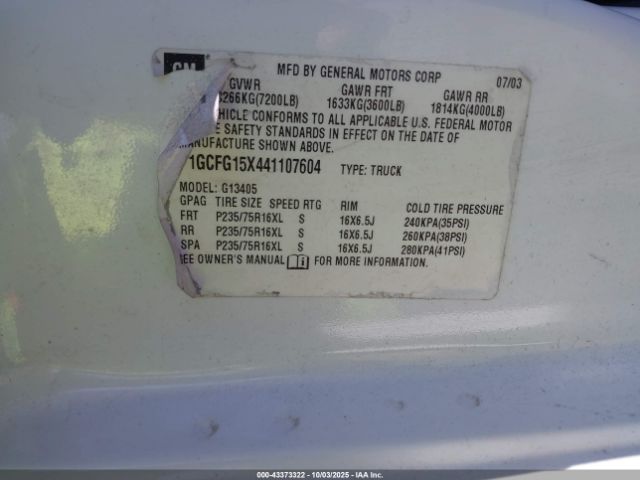 GM
MFD BY GENERAL MOTORS CORP 07/03
GVWR GAWR FRT GAWR RR
266KG(7200LB) 1633KG(3600LB) 1814KG(4000LB)
HICLE CONFORMS TO ALL APPLICABLE U.S. FEDERAL MOTOR
E SAFETY STANDARDS IN EFFECT ON THE DATE OF
MANUFACTURE SHOWN ABOVE.
1GCFG15X441107604 TYPE: TRUCK
MODEL: G13405
GPAG TIRE SIZE SPEED RTG RIM COLD TIRE PRESSURE
FRT P235/75R16XL S 16X6.5J 240KPA(35PSI)
RR P235/75R16XL S 16X6.5J 260KPA(38PSI)
SPA P235/75R16XL S 16X6.5J 280KPA(41PSI)
EE OWNER'S MANUAL FOR MORE INFORMATION.
000-43373322 - 10/03/2025 - IAA Inc.